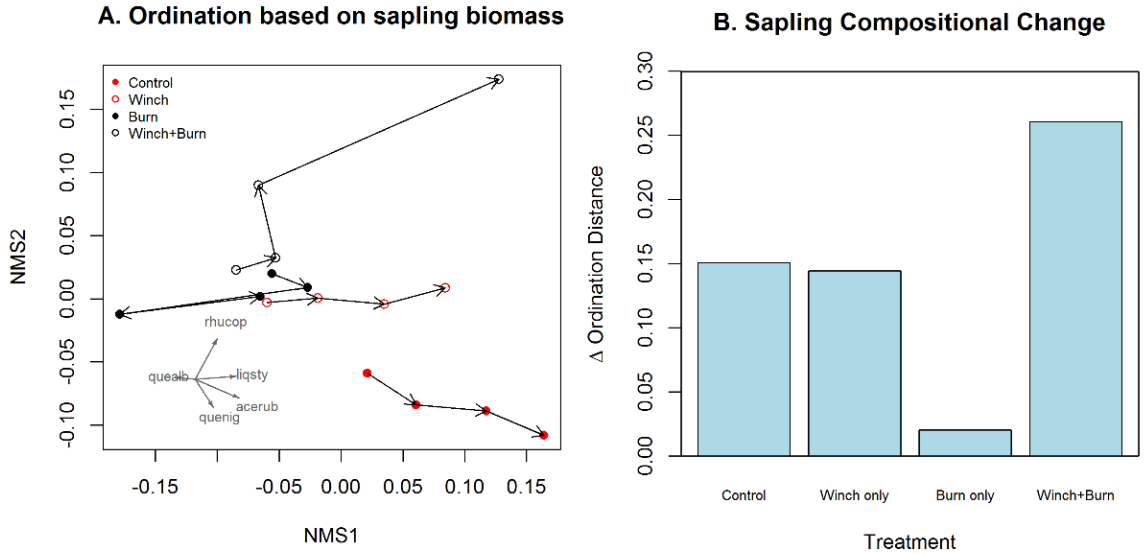 A. Ordination based on sapling biomass
Control
Winch
Burn
Winch+Burn
NMS2
0.15
0.10
0.05
0.00
-0.05
-0.10
rhucop
quealb
liqsty
acerub
quenig
-0.15
-0.05
0.00
0.05
0.10
0.15
NMS1
B. Sapling Compositional Change
Δ Ordination Distance
0.30
0.25
0.20
0.15
0.10
0.05
0.00
Control
Winch only
Burn only
Winch+Burn
Treatment